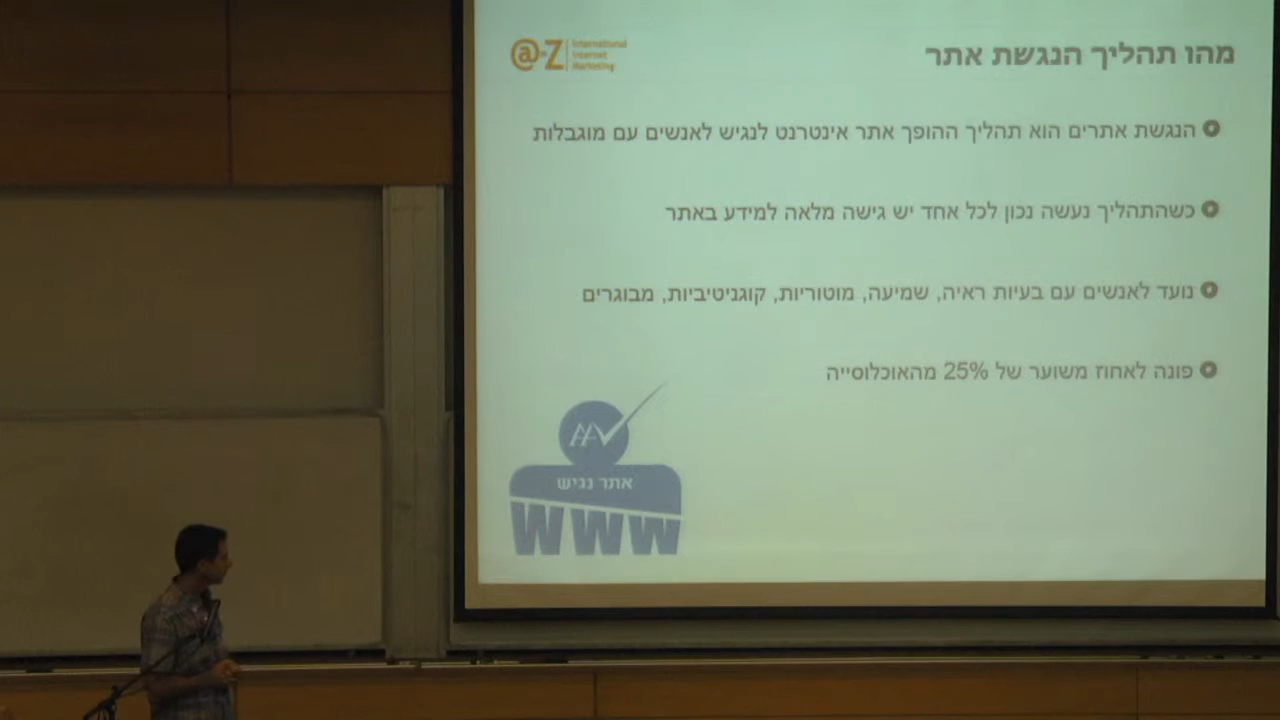 מהו תהליך הנגשת אתר
@-Z International Internet Marketing
הנגשת אתרים הוא תהליך ההופך אתר אינטרנט לנגיש לאנשים עם מוגבלות
כשהתהליך נעשה נכון לכל אחד יש גישה מלאה למידע באתר
נועד לאנשים עם בעיות ראיה, שמיעה, מוטוריות, קוגניטיביות, מבוגרים
פונה לאחוז משוער של 25% מהאוכלוסייה
AA
אתר נגיש
WWW